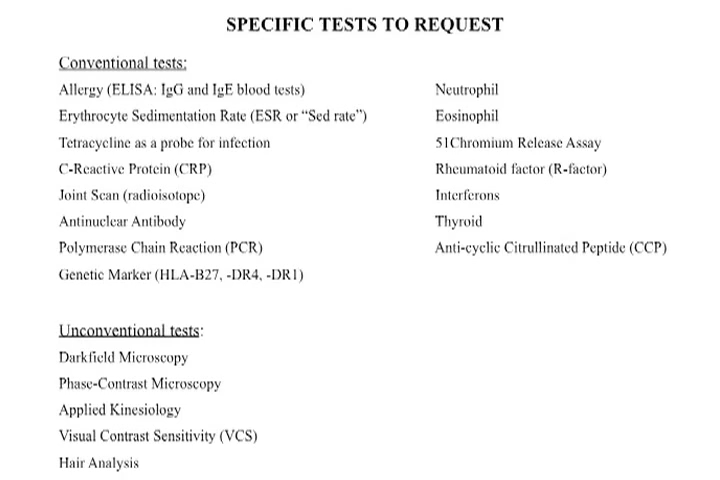 SPECIFIC TESTS TO REQUEST
Conventional tests:
Allergy (ELISA: IgG and IgE blood tests)
Erythrocyte Sedimentation Rate (ESR or “Sed rate”)
Tetracycline as a probe for infection
C-Reactive Protein (CRP)
Joint Scan (radioisotope)
Antinuclear Antibody
Polymerase Chain Reaction (PCR)
Genetic Marker (HLA-B27, -DR4, -DR1)
Neutrophil
Eosinophil
51Chromium Release Assay
Rheumatoid factor (R-factor)
Interferons
Thyroid
Anti-cyclic Citrullinated Peptide (CCP)
Unconventional tests:
Darkfield Microscopy
Phase-Contrast Microscopy
Applied Kinesiology
Visual Contrast Sensitivity (VCS)
Hair Analysis